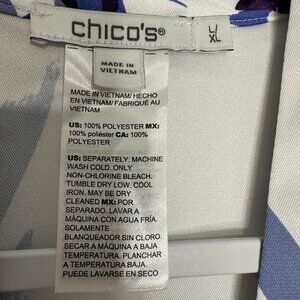 chico's®
L/
XL
MADE IN
VIETNAM
MADE IN VIETNAM/ HECHO
EN VIETNAM/ FABRIQUÉ AU
VIETNAM
US: 100% POLYESTER MX:
100% poliéster CA: 100%
POLYESTER
US: SEPARATELY. MACHINE
WASH COLD. ONLY
NON-CHLORINE BLEACH.
TUMBLE DRY LOW. COOL
IRON. MAY BE DRY
CLEANED MX: POR
SEPARADO. LAVAR A
MÁQUINA CON AGUA FRÍA.
SOLAMENTE
BLANQUEADOR SIN CLORO.
SECAR A MÁQUINA A BAJA
TEMPERATURA. PLANCHAR
A TEMPERATURA BAJA.
PUEDE LAVARSE EN SECO